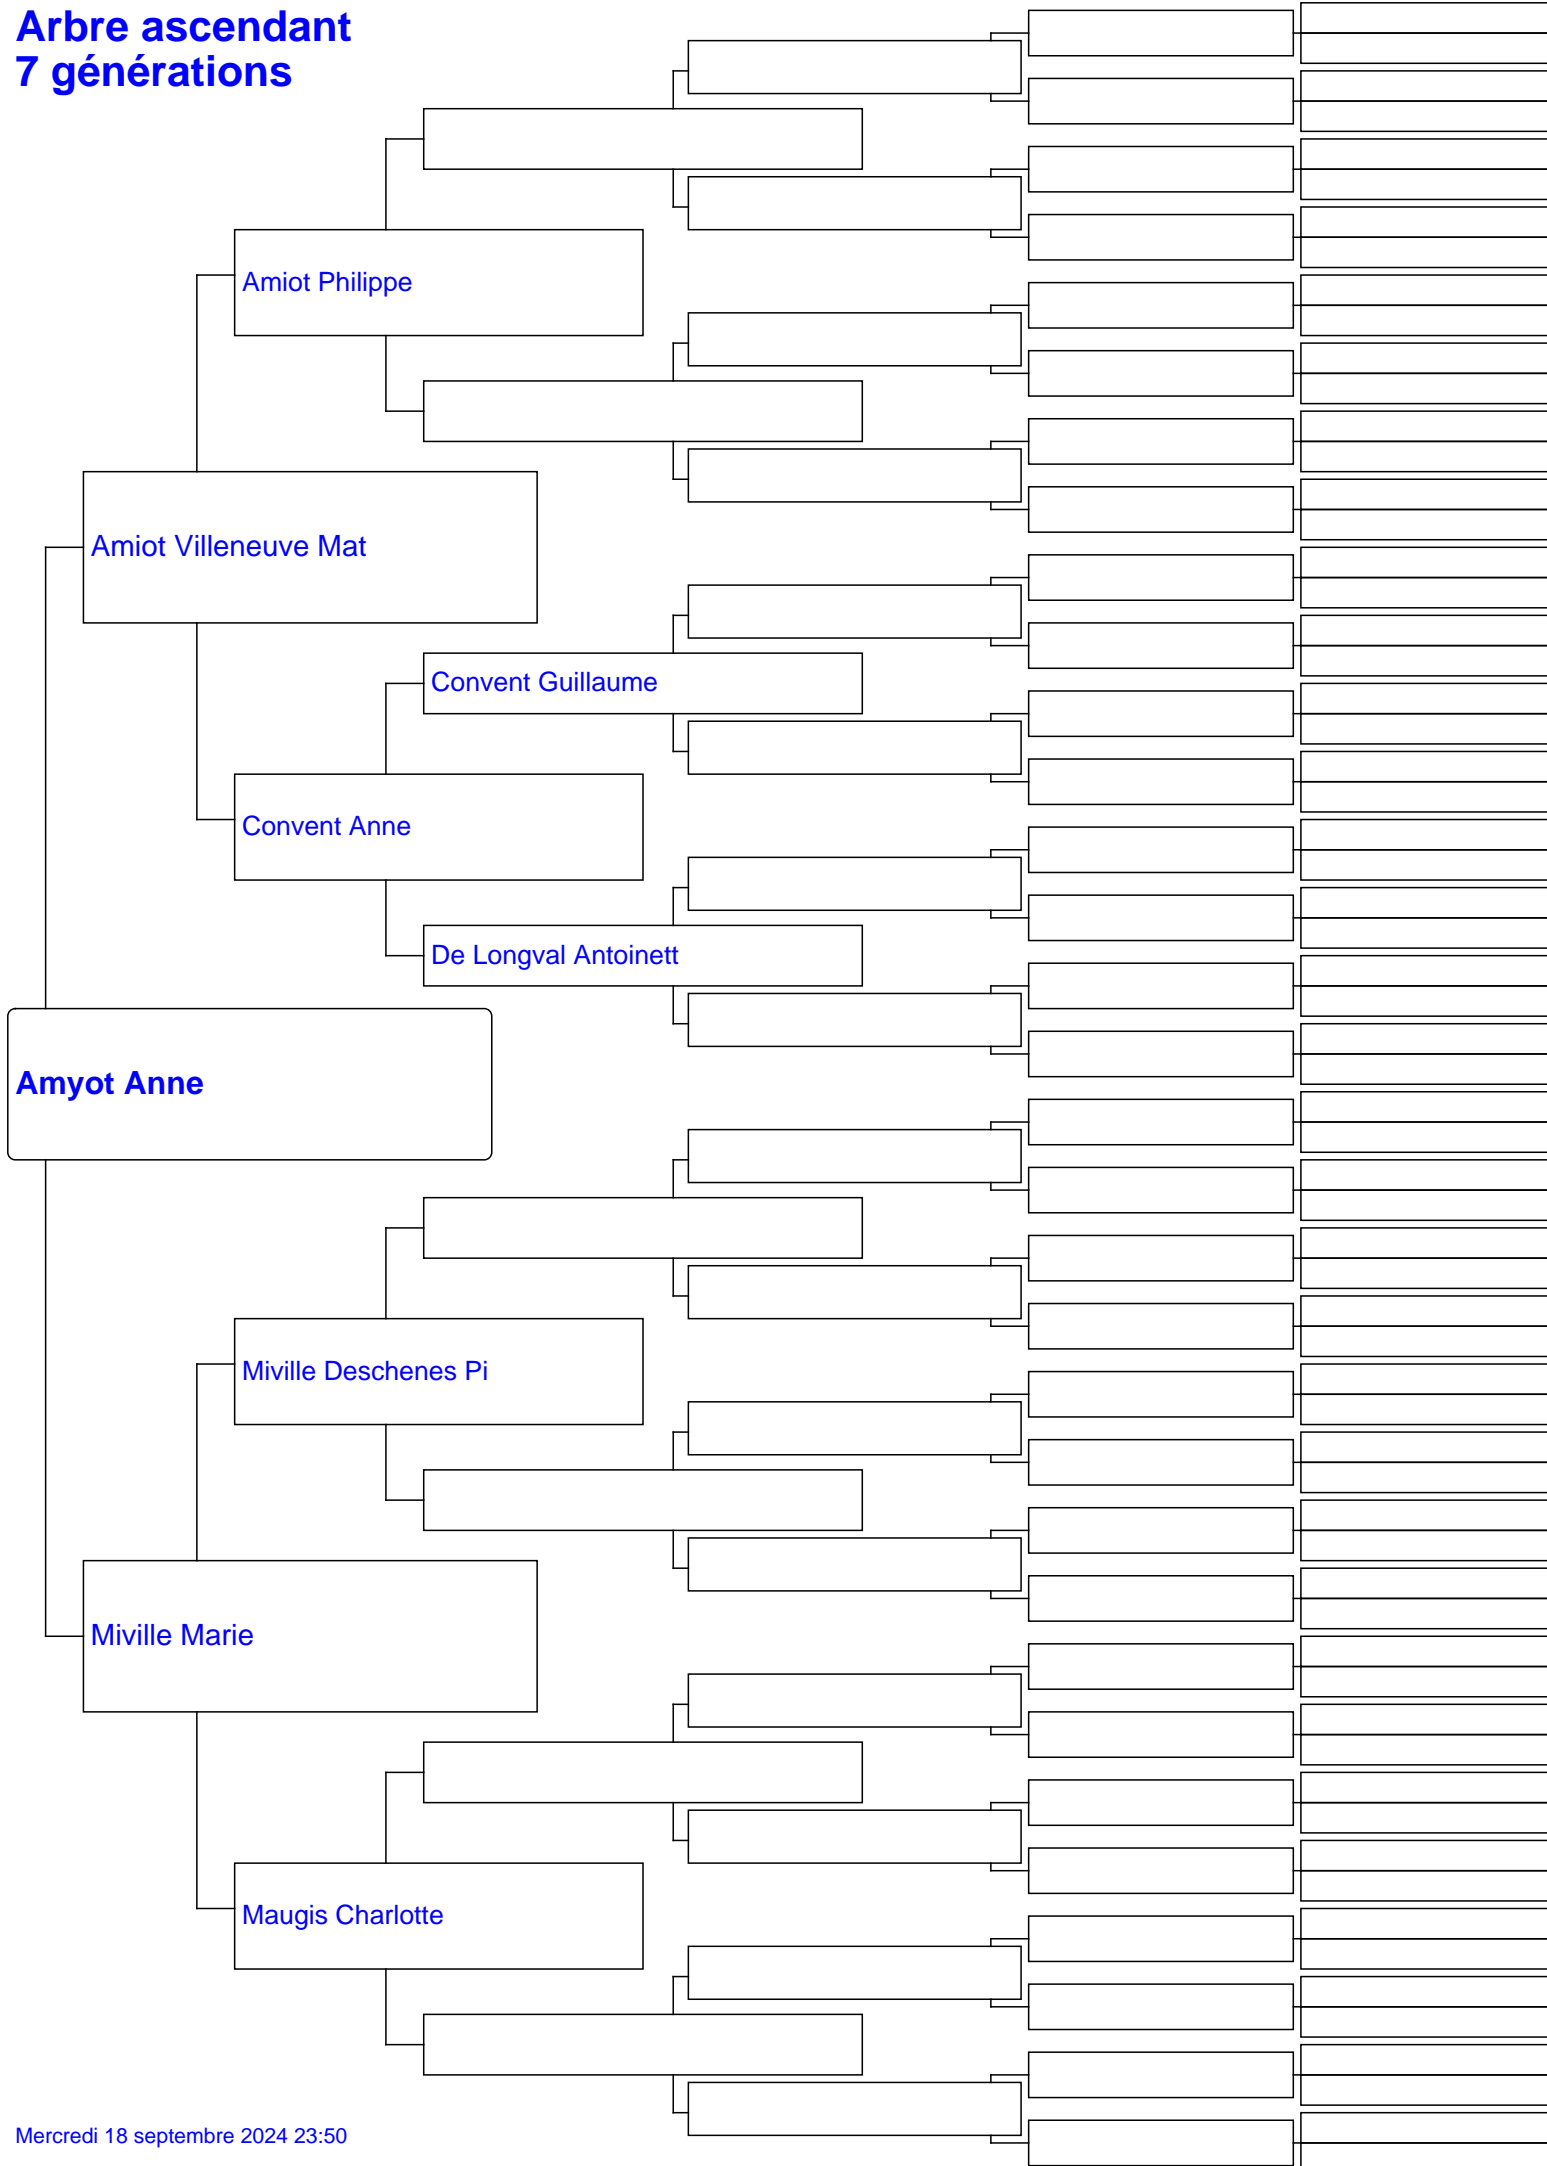 Arbre ascendant
7 générations
Amiot Philippe
Amiot Villeneuve Mat
Convent Guillaume
Convent Anne
De Longval Antoinett
Amyot Anne
Miville Deschenes Pi
Miville Marie
Maugis Charlotte
Mercredi 18 septembre 2024 23:50